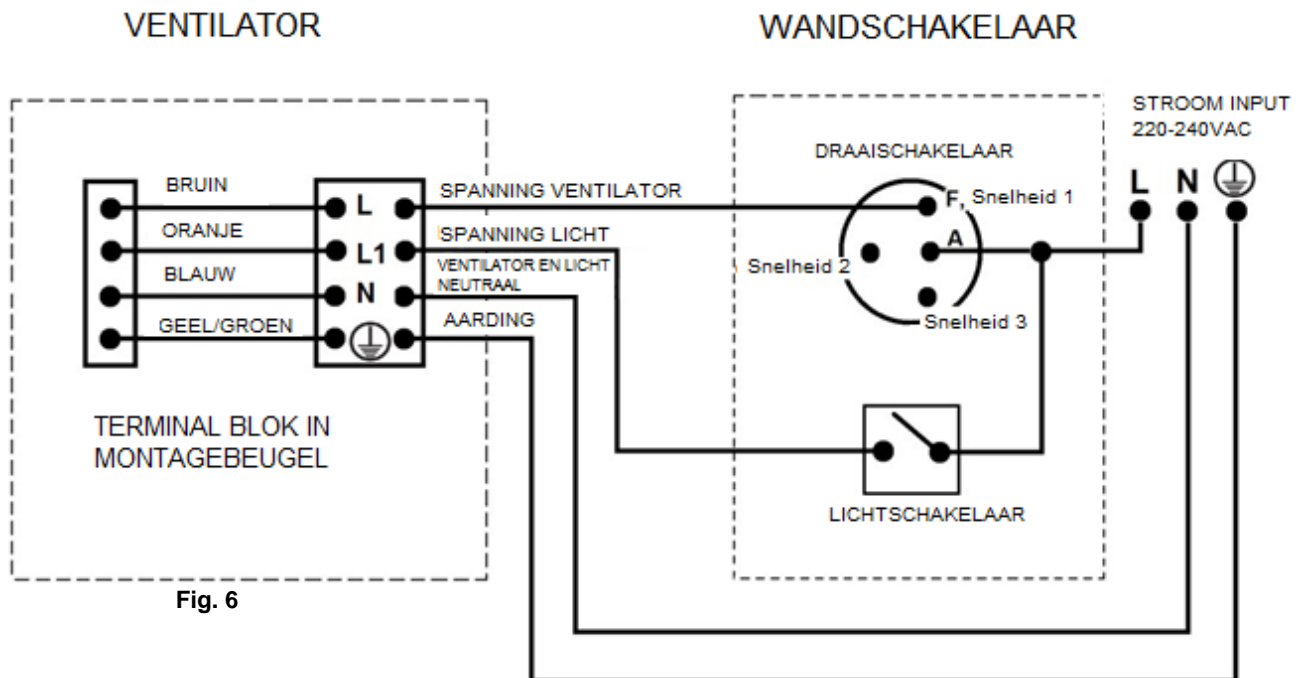 VENTILATOR
WANDSCHAKELAAR
STROOM INPUT
220-240VAC
L N
DRAAISCHAKELAAR
BRUIN
L
SPANNING VENTILATOR
F, Snelheid 1
ORANJE
L1
SPANNING LICHT
A
BLAUW
N
VENTILATOR EN LICHT
NEUTRAAL
Snelheid 2
GEEL/GROEN
AARDING
Snelheid 3
TERMINAL BLOK IN
MONTAGEBEUGEL
LICHTSCHAKELAAR
Fig. 6